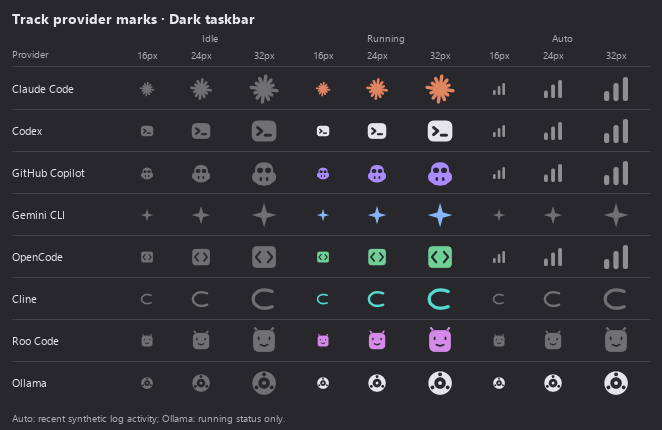 Track provider marks · Dark taskbar
Idle Running Auto
Provider 16px 24px 32px 16px 24px 32px 16px 24px 32px
Claude Code
Codex
GitHub Copilot
Gemini CLI
OpenCode
Cline
Roo Code
Ollama
Auto: recent synthetic log activity; Ollama: running status only.